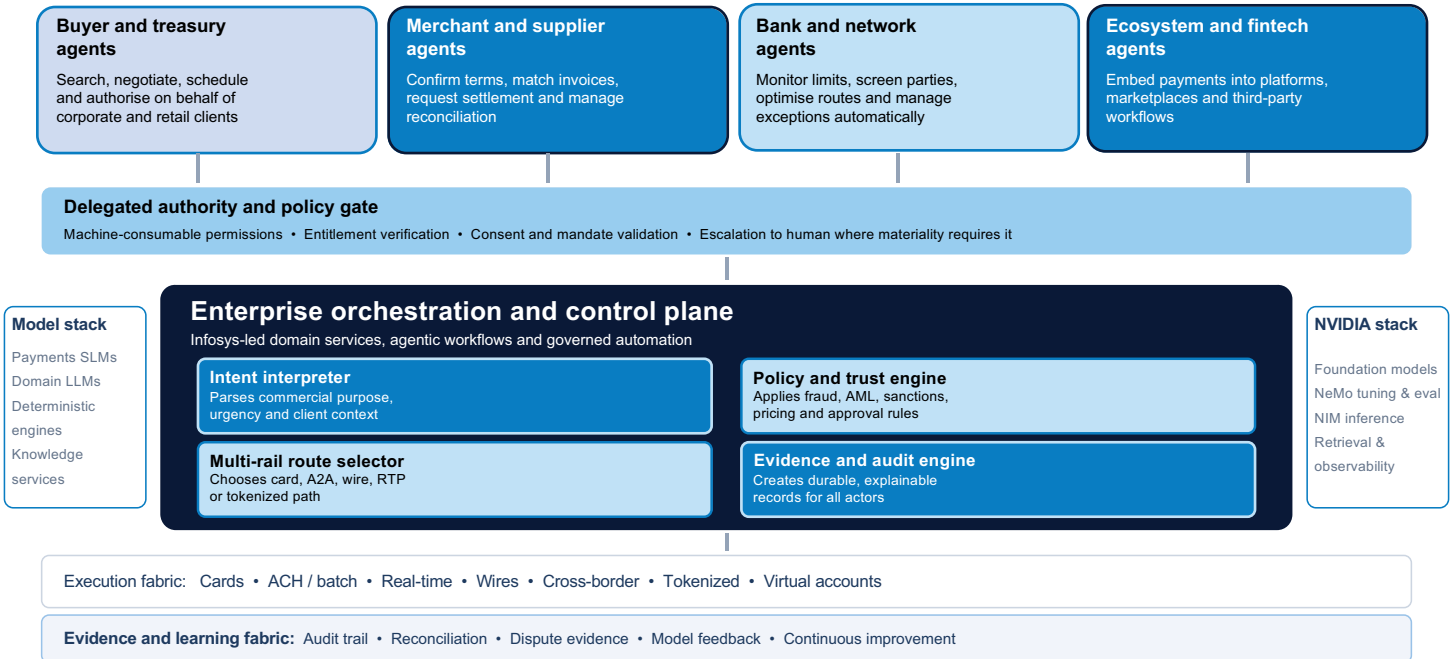 Buyer and treasury
agents
Search, negotiate, schedule
and authorise on behalf of
corporate and retail clients
Merchant and supplier
agents
Confirm terms, match invoices,
request settlement and manage
reconciliation
Bank and network
agents
Monitor limits, screen parties,
optimise routes and manage
exceptions automatically
Ecosystem and fintech
agents
Embed payments into platforms,
marketplaces and third-party
workflows
Delegated authority and policy gate
Machine-consumable permissions • Entitlement verification • Consent and mandate validation • Escalation to human where materiality requires it
Model stack
Payments SLMs
Domain LLMs
Deterministic
engines
Knowledge
services
Enterprise orchestration and control plane
Infosys-led domain services, agentic workflows and governed automation
Intent interpreter
Parses commercial purpose,
urgency and client context
Policy and trust engine
Applies fraud, AML, sanctions,
pricing and approval rules
Multi-rail route selector
Chooses card, A2A, wire, RTP
or tokenized path
Evidence and audit engine
Creates durable, explainable
records for all actors
NVIDIA stack
Foundation models
NeMo tuning & eval
NIM inference
Retrieval &
observability
Execution fabric: Cards • ACH / batch • Real-time • Wires • Cross-border • Tokenized • Virtual accounts
Evidence and learning fabric: Audit trail • Reconciliation • Dispute evidence • Model feedback • Continuous improvement